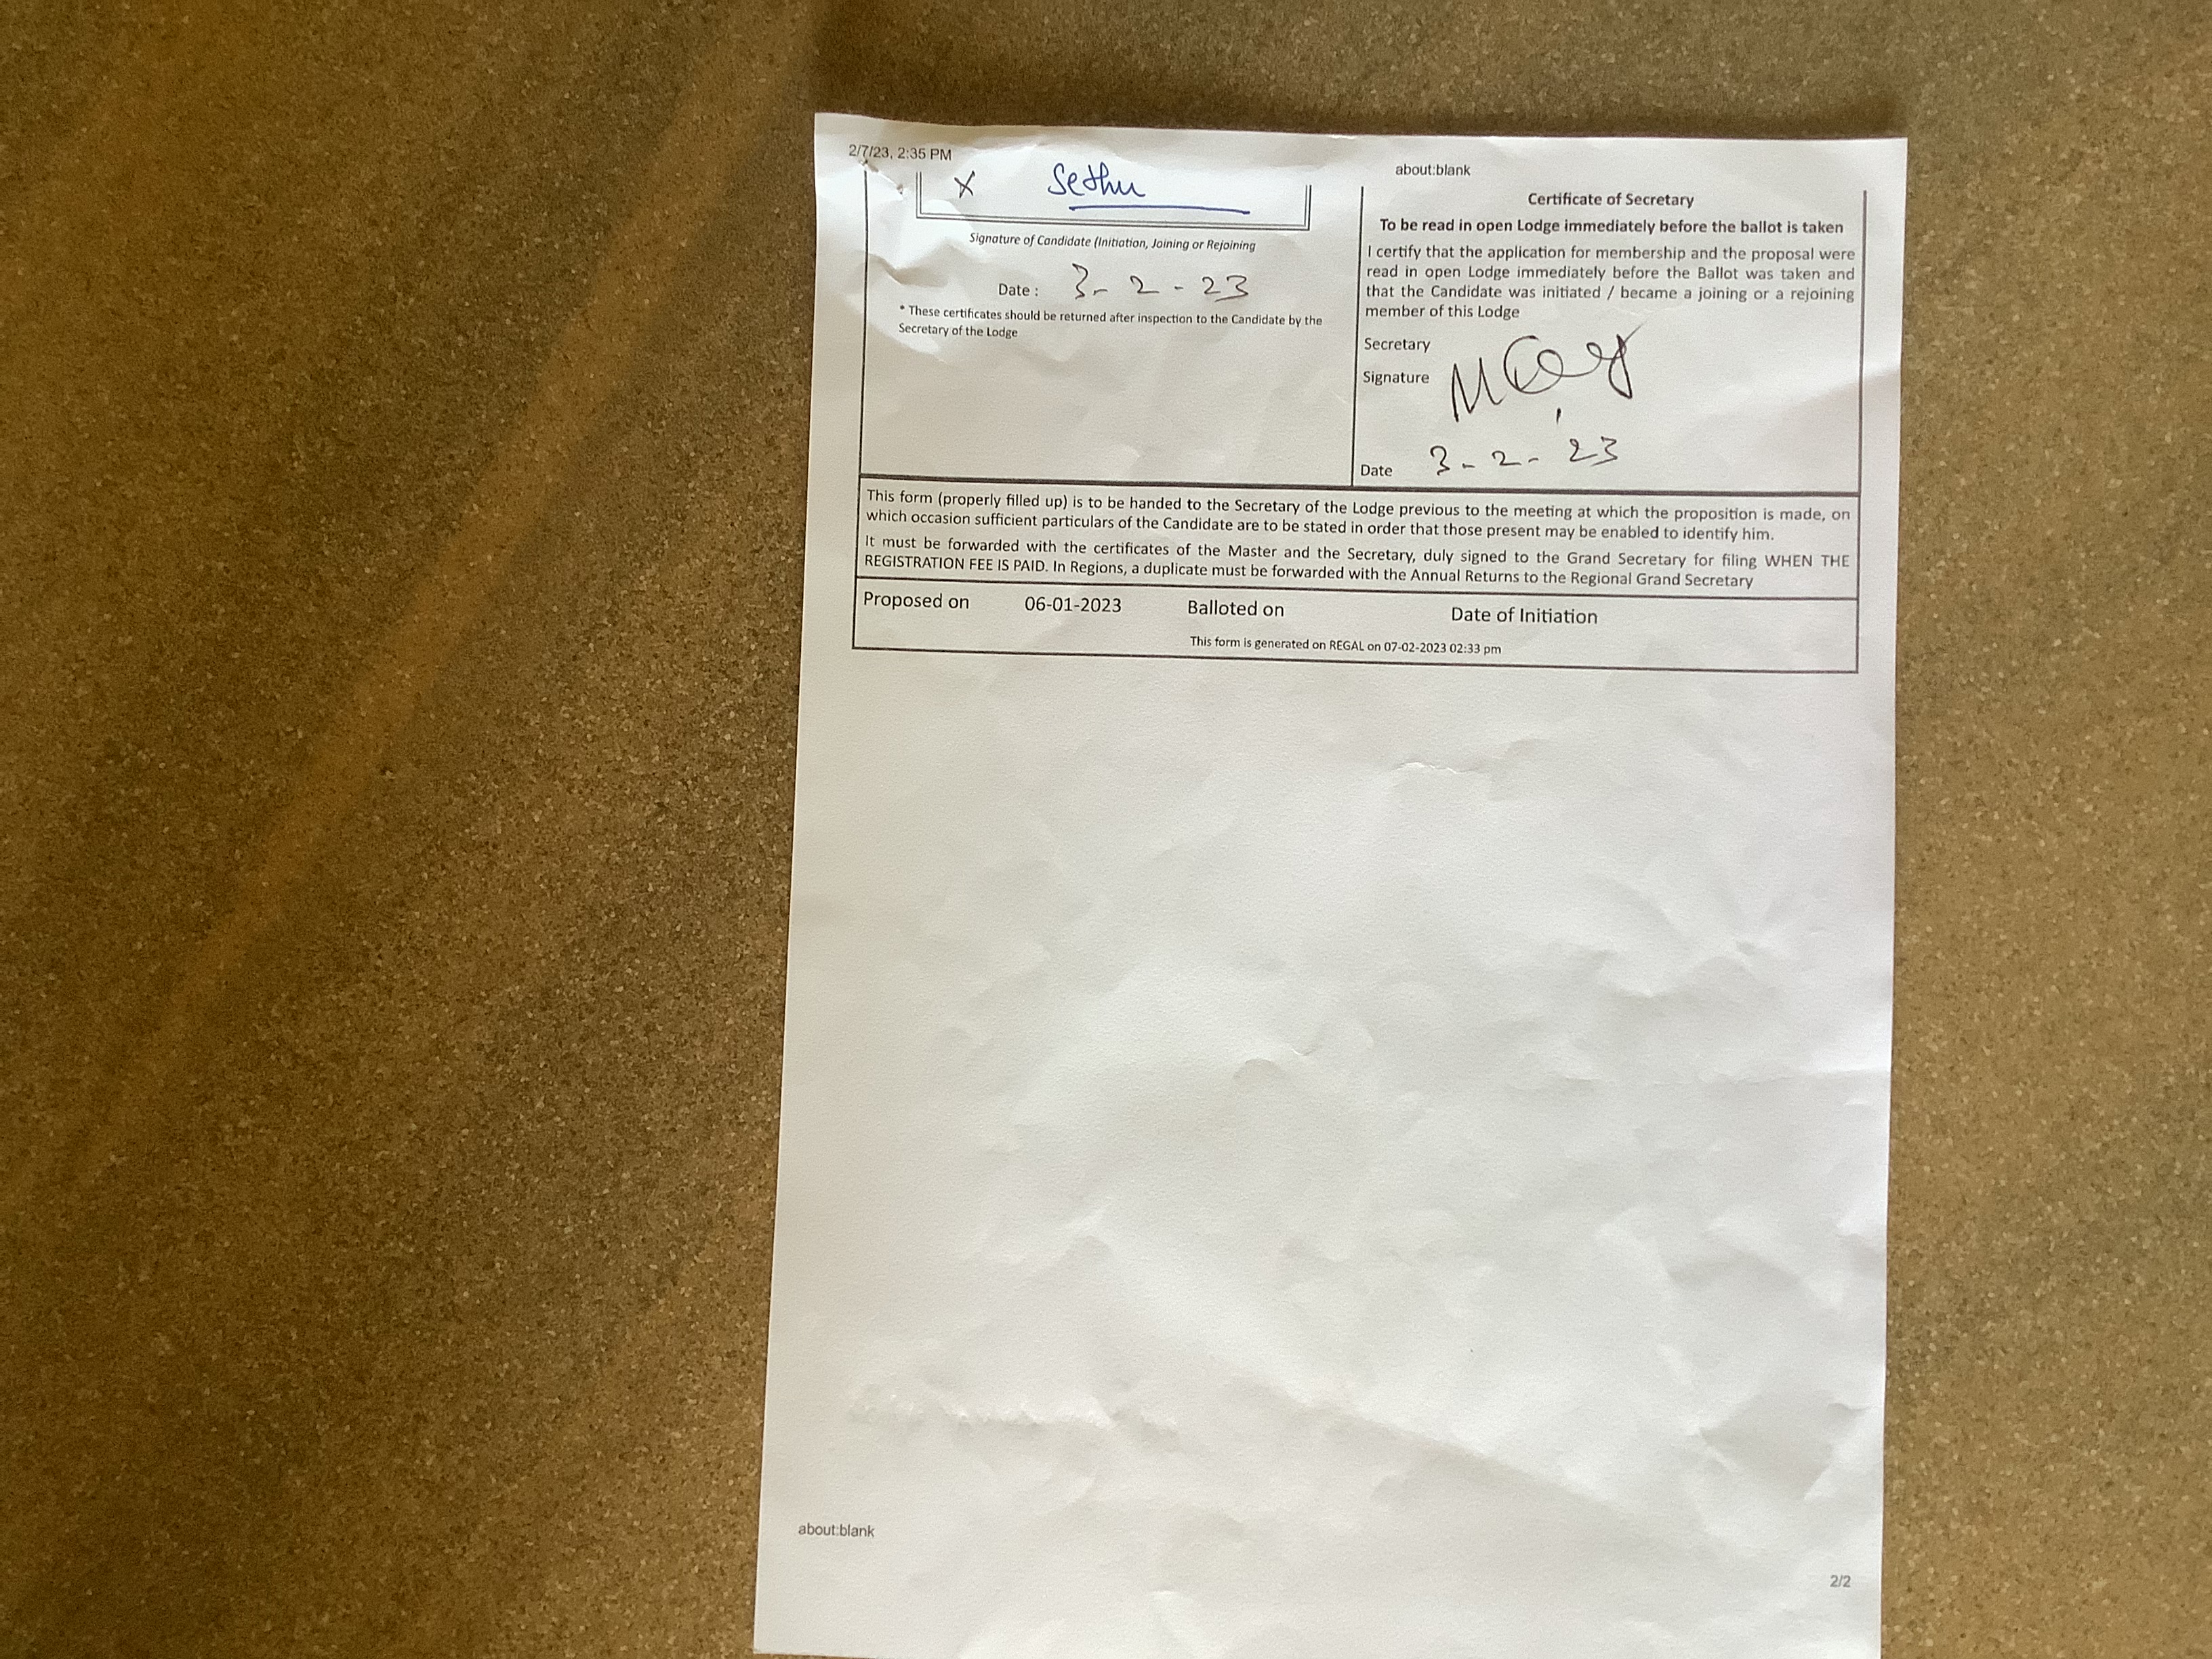 2/7/23, 2:35 PM
about:blank
X Sethu
Signature of Candidate (Initiation, Joining or Rejoining
Date : 3-2-23
* These certificates should be returned after inspection to the Candidate by the
Secretary of the Lodge
Certificate of Secretary
To be read in open Lodge immediately before the ballot is taken
I certify that the application for membership and the proposal were
read in open Lodge immediately before the Ballot was taken and
that the Candidate was initiated / became a joining or a rejoining
member of this Lodge
Secretary
Signature
Date 3-2-23
This form (properly filled up) is to be handed to the Secretary of the Lodge previous to the meeting at which the proposition is made, on
which occasion sufficient particulars of the Candidate are to be stated in order that those present may be enabled to identify him.
It must be forwarded with the certificates of the Master and the Secretary, duly signed to the Grand Secretary for filing WHEN THE
REGISTRATION FEE IS PAID. In Regions, a duplicate must be forwarded with the Annual Returns to the Regional Grand Secretary
Proposed on 06-01-2023 Balloted on Date of Initiation
This form is generated on REGAL on 07-02-2023 02:33 pm
about:blank
2/2